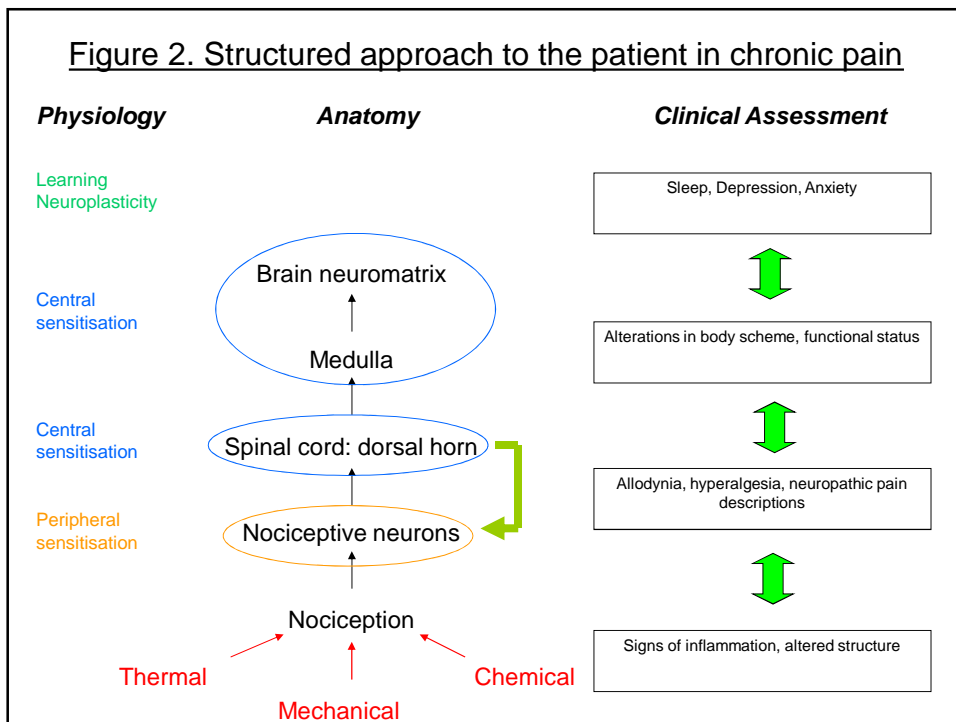 Figure 2. Structured approach to the patient in chronic pain
Physiology
Anatomy
Clinical Assessment
Learning
Neuroplasticity
Sleep, Depression, Anxiety
Brain neuromatrix
Central
sensitisation
Medulla
Alterations in body scheme, functional status
Central
sensitisation
Spinal cord: dorsal horn
Allodynia, hyperalgesia, neuropathic pain
descriptions
Peripheral
sensitisation
Nociceptive neurons
Nociception
Signs of inflammation, altered structure
Thermal
Mechanical
Chemical